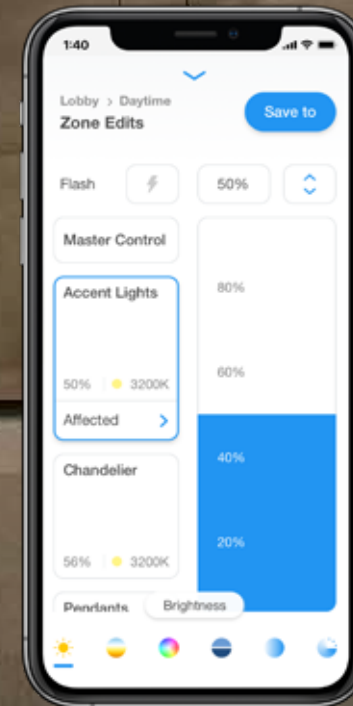 1:40
Lobby > Daytime
Zone Edits
Save to
Flash
50%
Master Control
Accent Lights
50% 3200K
Affected >
Chandelier
56% 3200K
Pendants
80%
60%
40%
20%
Brightness